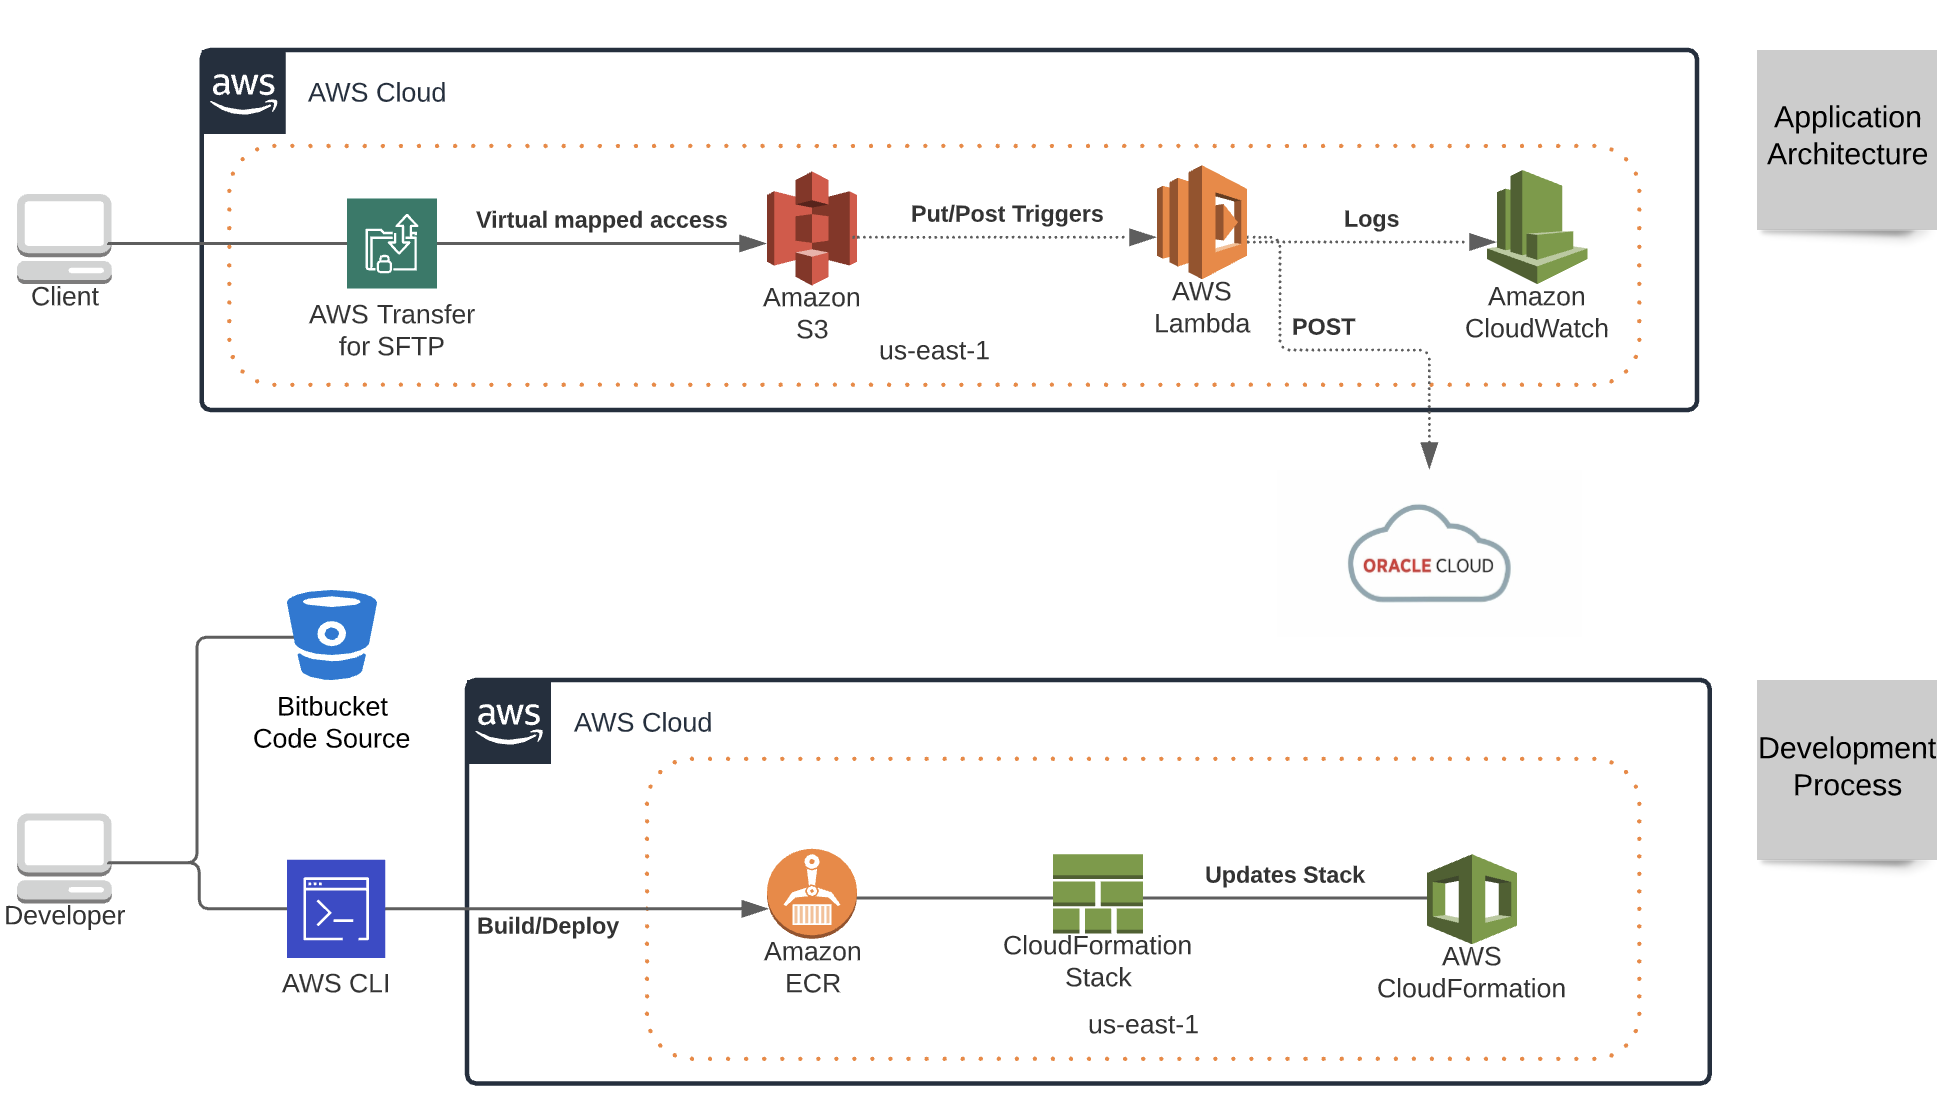 aws
AWS Cloud
Application
Architecture
Virtual mapped access
Put/Post Triggers
Logs
Client
AWS Transfer
for SFTP
Amazon
S3
AWS
Lambda
Amazon
CloudWatch
POST
us-east-1
ORACLE CLOUD
Bitbucket
Code Source
aws
AWS Cloud
Development
Process
Updates Stack
Developer
Build/Deploy
AWS CLI
Amazon
ECR
CloudFormation
Stack
AWS
CloudFormation
us-east-1